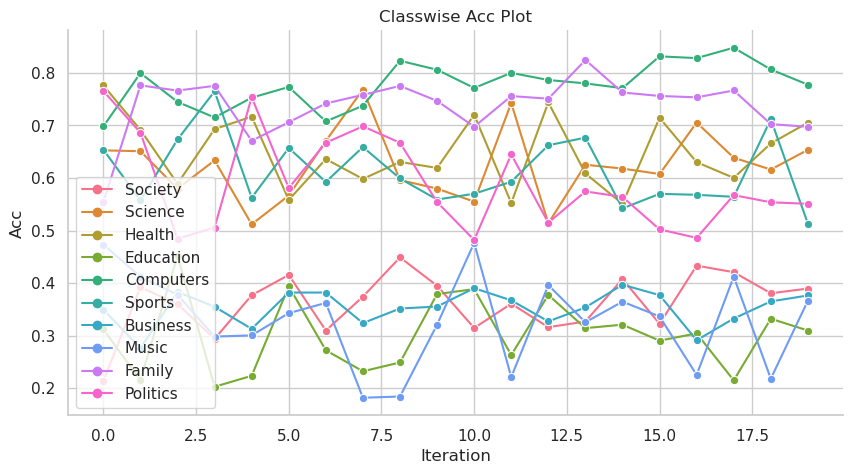 Classwise Acc Plot
Acc
0.8
0.7
0.6
0.5
0.4
0.3
0.2
Society
Science
Health
Education
Computers
Sports
Business
Music
Family
Politics
0.0 2.5 5.0 7.5 10.0 12.5 15.0 17.5
Iteration